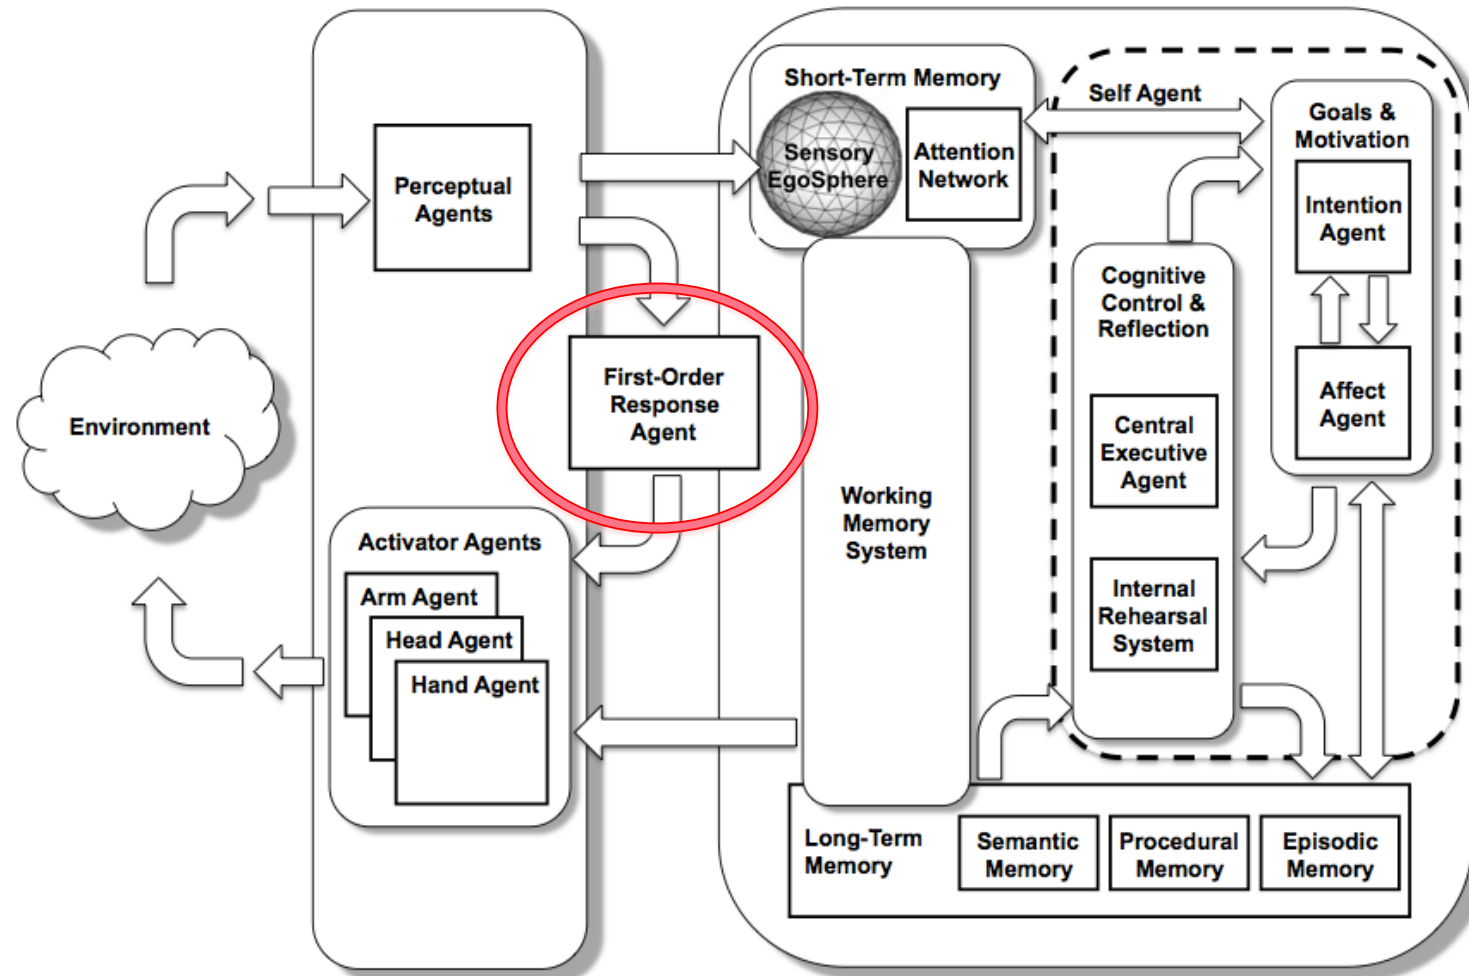 Short-Term Memory
Sensory
EgoSphere
Attention
Network
Self Agent
Goals &
Motivation
Intention
Agent
Affect
Agent
Perceptual
Agents
Environment
First-Order
Response
Agent
Cognitive
Control &
Reflection
Central
Executive
Agent
Internal
Rehearsal
System
Working
Memory
System
Activator Agents
Arm Agent
Head Agent
Hand Agent
Long-Term
Memory
Semantic
Memory
Procedural
Memory
Episodic
Memory